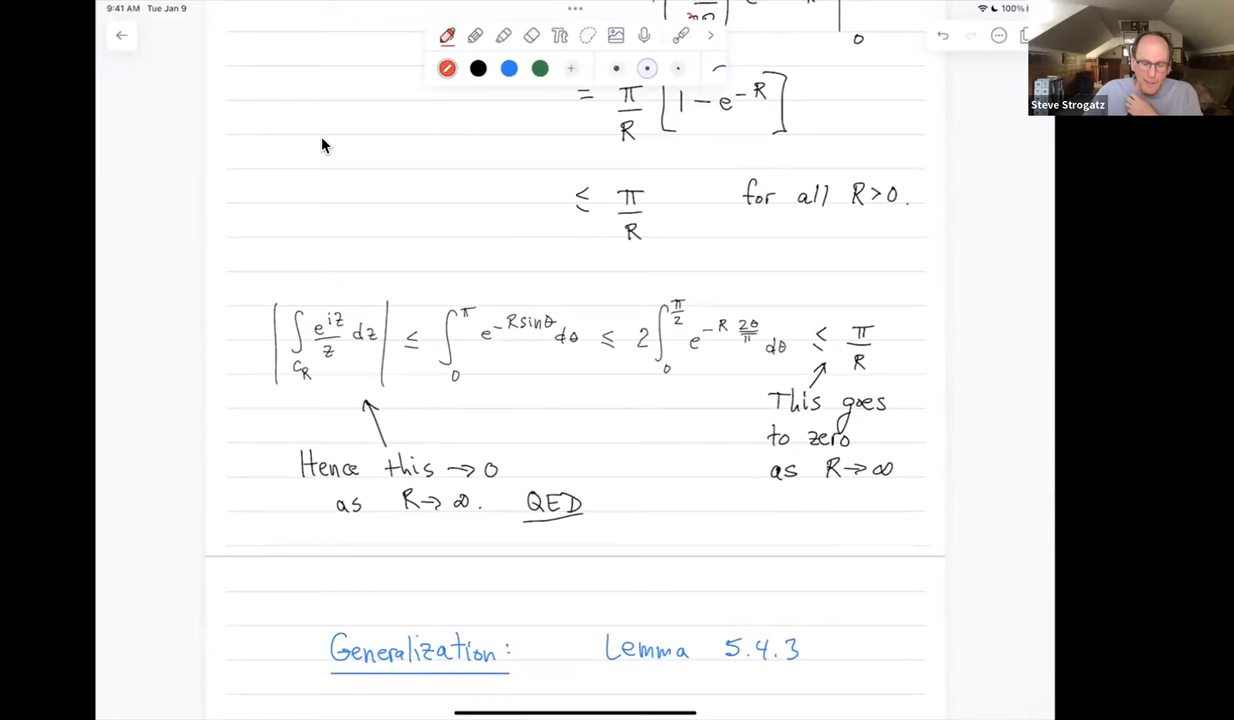 9:41 AM Tue Jan 9
100%
0
= π/R [1 − e^{−R}]
Steve Strogatz
≤ π/R for all R>0.
| ∫_{C_R} e^{iz}/z dz | ≤ ∫_0^π e^{−R sinθ} dθ ≤ 2 ∫_0^{π/2} e^{−R 2θ/π} dθ ≤ π/R
This goes
to zero
as R→∞
Hence this → 0
as R→∞. QED
Generalization: Lemma 5.4.3